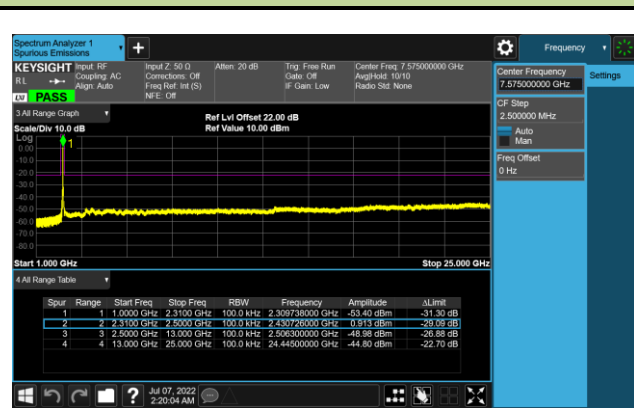 Spectrum Analyzer 1
Spurious Emissions
+
Frequency
KEYSIGHT Input: RF Input Z: 50 Ω Atten: 20 dB Trig: Free Run Center Freq: 7.575000000 GHz
RL Coupling: AC Corrections: Off Gate: Off Avg|Hold: 10/10
Align: Auto Freq Ref: Int (S) IF Gain: Low Radio Std: None
LXI PASS NFE: Off
Center Frequency
7.575000000 GHz
Settings
CF Step
2.500000 MHz
Auto
Man
Freq Offset
0 Hz
3 All Range Graph
Ref Lvl Offset 22.00 dB
Scale/Div 10.0 dB Ref Value 10.00 dBm
Log
1
0.00
-10.0
-20.0
-30.0
-40.0
-50.0
-60.0
-70.0
-80.0
Start 1.000 GHz Stop 25.000 GHz
4 All Range Table
Spur Range Start Freq Stop Freq RBW Frequency Amplitude ΔLimit
1 1 1.0000 GHz 2.3100 GHz 100.0 kHz 2.309738000 GHz -53.40 dBm -31.30 dB
2 2 2.3100 GHz 2.5000 GHz 100.0 kHz 2.430726000 GHz 0.913 dBm -29.09 dB
3 3 2.5000 GHz 13.000 GHz 100.0 kHz 2.506300000 GHz -48.98 dBm -26.88 dB
4 4 13.000 GHz 25.000 GHz 100.0 kHz 24.44500000 GHz -44.80 dBm -22.70 dB
? Jul 07, 2022
2:20:04 AM